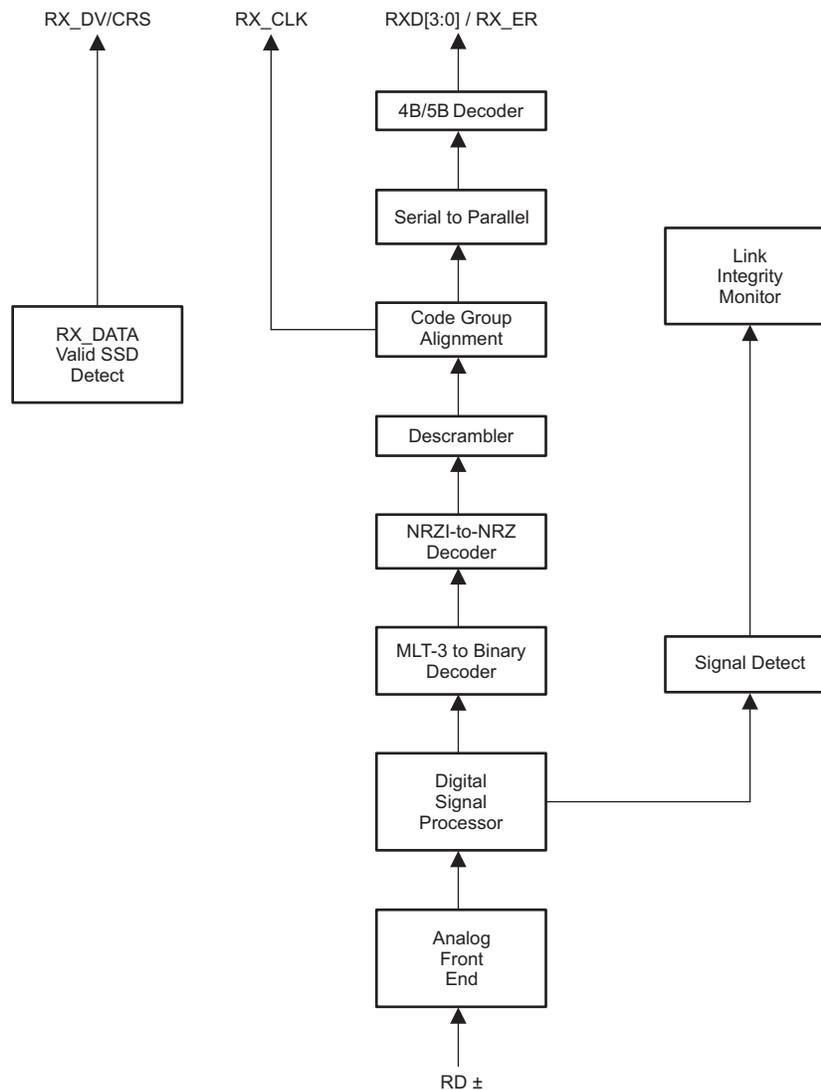 RX_DV/CRS
RX_CLK
RXD[3:0] / RX_ER
4B/5B Decoder
Serial to Parallel
Link
Integrity
Monitor
RX_DATA
Valid SSD
Detect
Code Group
Alignment
Descrambler
NRZI-to-NRZ
Decoder
MLT-3 to Binary
Decoder
Signal Detect
Digital
Signal
Processor
Analog
Front
End
RD ±